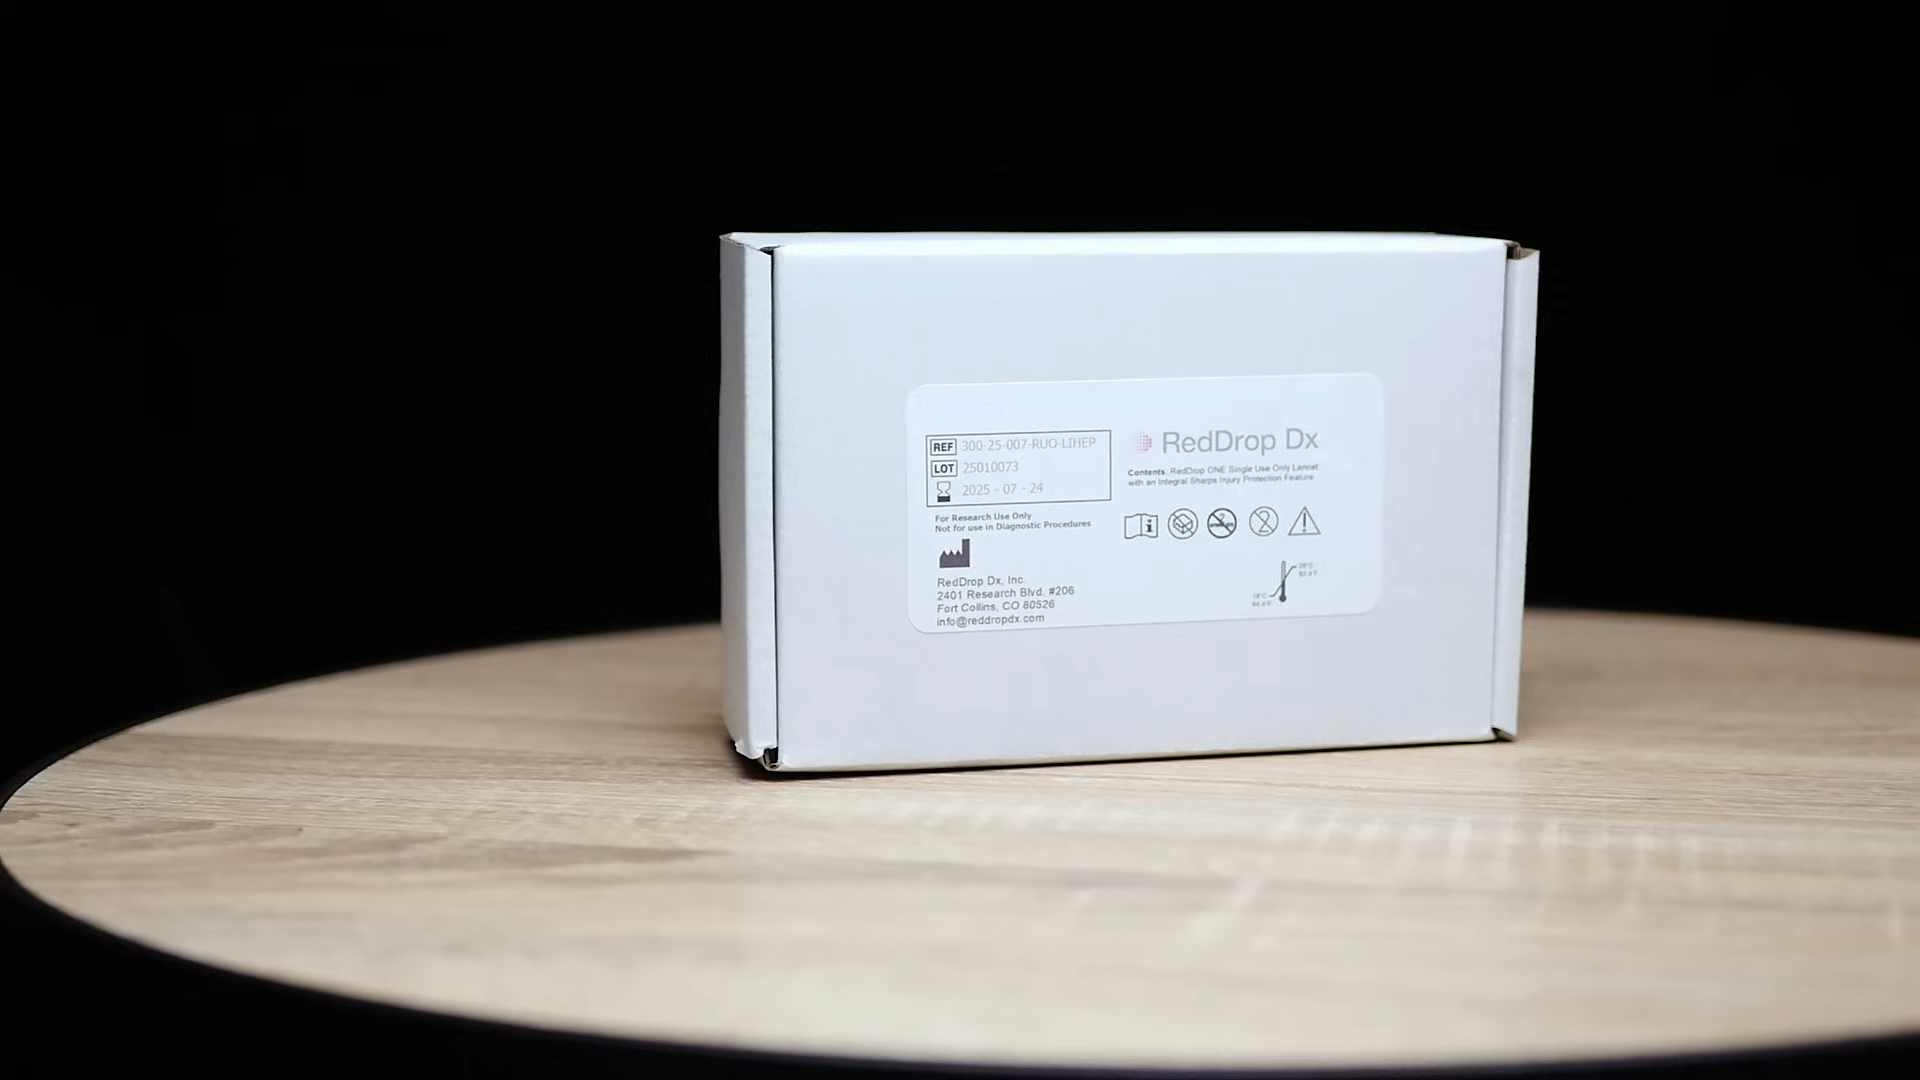 REF 300-25-007-RUO-LIHEP
LOT 25010073
2025 - 07 - 24
For Research Use Only
Not for use in Diagnostic Procedures
RedDrop Dx, Inc.
2401 Research Blvd. #206
Fort Collins, CO 80526
info@reddropdx.com
RedDrop Dx
Contents: RedDrop ONE Single Use Only Lancet
with an Integral Sharps Injury Protection Feature
2